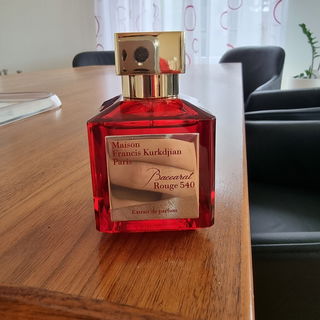 Maison
Francis Kurkdjian
Paris
Baccarat
Rouge 540
Extrait de parfum